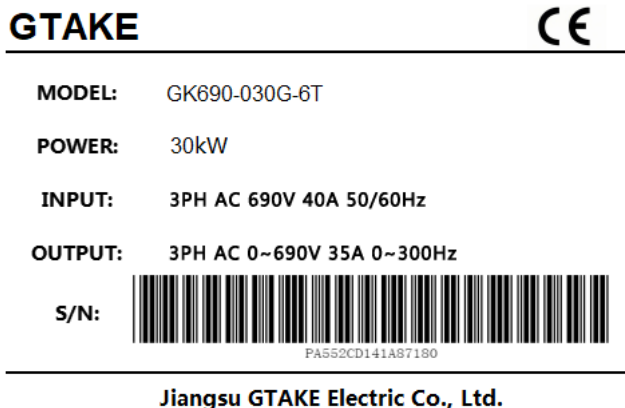 GTAKE CE
MODEL: GK690-030G-6T
POWER: 30kW
INPUT: 3PH AC 690V 40A 50/60Hz
OUTPUT: 3PH AC 0~690V 35A 0~300Hz
S/N:
PA552CD141A87180
Jiangsu GTAKE Electric Co., Ltd.